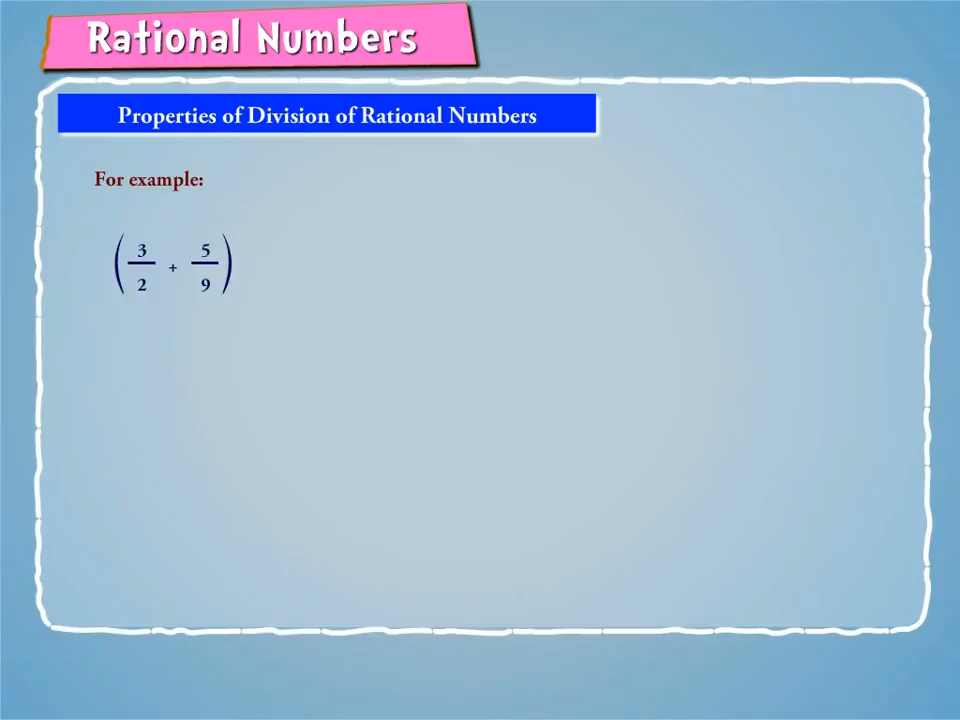 Rational Numbers
Properties of Division of Rational Numbers
For example:
(3/2 + 5/9)